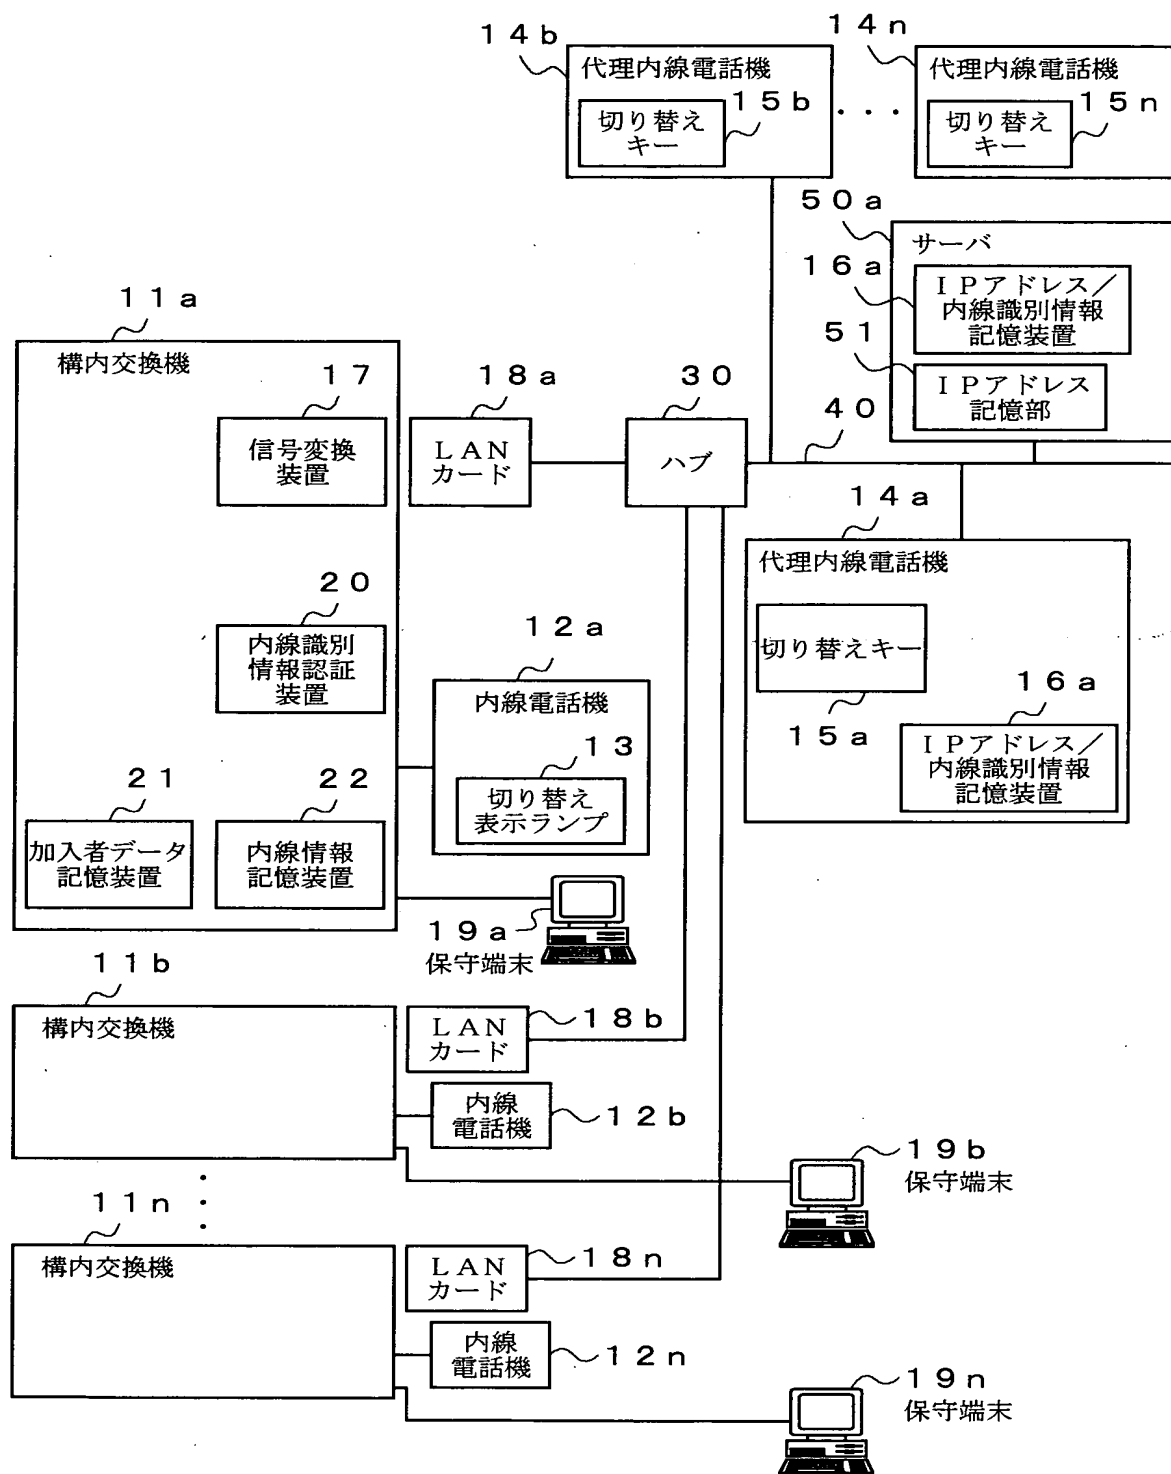 14b
代理内線電話機
切り替え
キー
15b
・・・
14n
代理内線電話機
切り替え
キー
15n
50a
サーバ
16a
IPアドレス/
内線識別情報
記憶装置
51
IPアドレス
記憶部
11a
構内交換機
17
信号変換
装置
18a
LAN
カード
30
ハブ
40
14a
代理内線電話機
切り替えキー
15a
16a
IPアドレス/
内線識別情報
記憶装置
20
内線識別
情報認証
装置
12a
内線電話機
13
切り替え
表示ランプ
21
加入者データ
記憶装置
22
内線情報
記憶装置
19a
保守端末
11b
構内交換機
LAN
カード
18b
内線
電話機
12b
19b
保守端末
11n
構内交換機
LAN
カード
18n
内線
電話機
12n
19n
保守端末